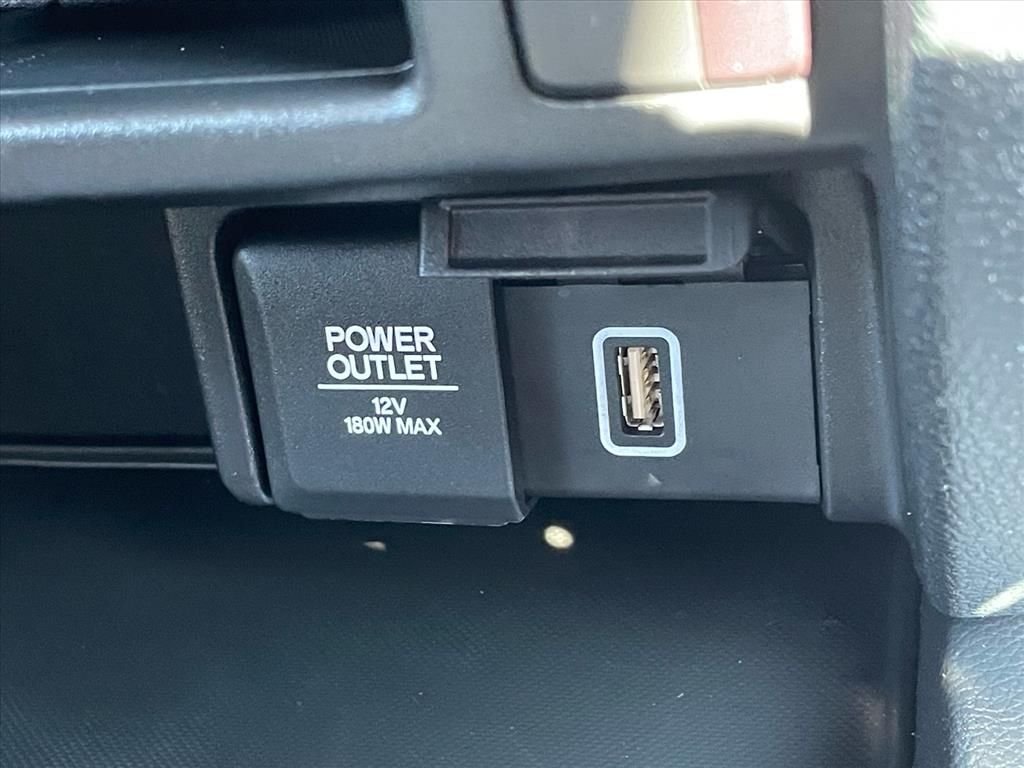 POWER
OUTLET
12V
180W MAX